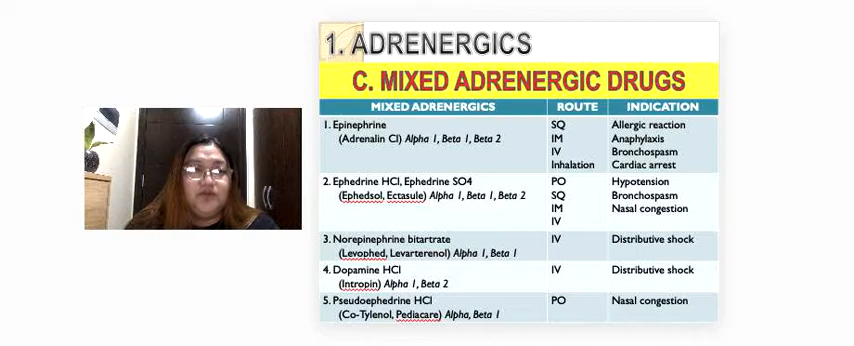 1. ADRENERGICS
C. MIXED ADRENERGIC DRUGS
MIXED ADRENERGICS ROUTE INDICATION
1. Epinephrine SQ Allergic reaction
(Adrenalin Cl) Alpha 1, Beta 1, Beta 2 IM Anaphylaxis
IV Bronchospasm
Inhalation Cardiac arrest
2. Ephedrine HCl, Ephedrine SO4 PO Hypotension
(Ephedsol, Ectasule) Alpha 1, Beta 1, Beta 2 SQ Bronchospasm
IM Nasal congestion
IV
3. Norepinephrine bitartrate IV Distributive shock
(Levophed, Levarterenol) Alpha 1, Beta 1
4. Dopamine HCl IV Distributive shock
(Intropin) Alpha 1, Beta 2
5. Pseudoephedrine HCl PO Nasal congestion
(Co-Tylenol, Pediacare) Alpha, Beta 1